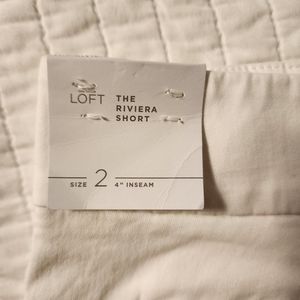 LOFT THE
RIVIERA
SHORT
SIZE 2 4" INSEAM